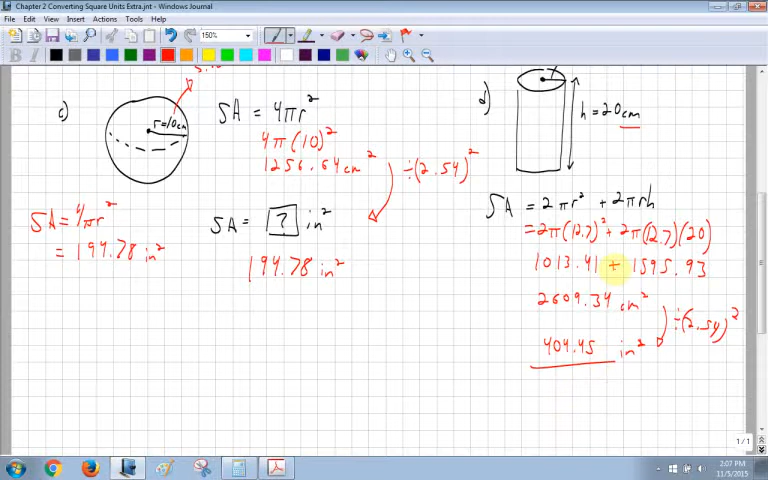 Chapter 2 Converting Square Units Extra.jnt - Windows Journal
File Edit View Insert Actions Tools Help
150%
B I
c)
r=10cm
SA = 4πr²
4π(10)²
1256.64 cm²
÷(2.54)²
SA = ? in²
194.78 in²
SA = 4πr²
= 194.78 in²
d)
h = 20cm
SA = 2πr² + 2πrh
=2π(12.7)² + 2π(12.7)(20)
1013.41 + 1595.93
2609.34 cm²
÷(2.54)²
404.45 in²
1/1
2:07 PM
11/5/2015